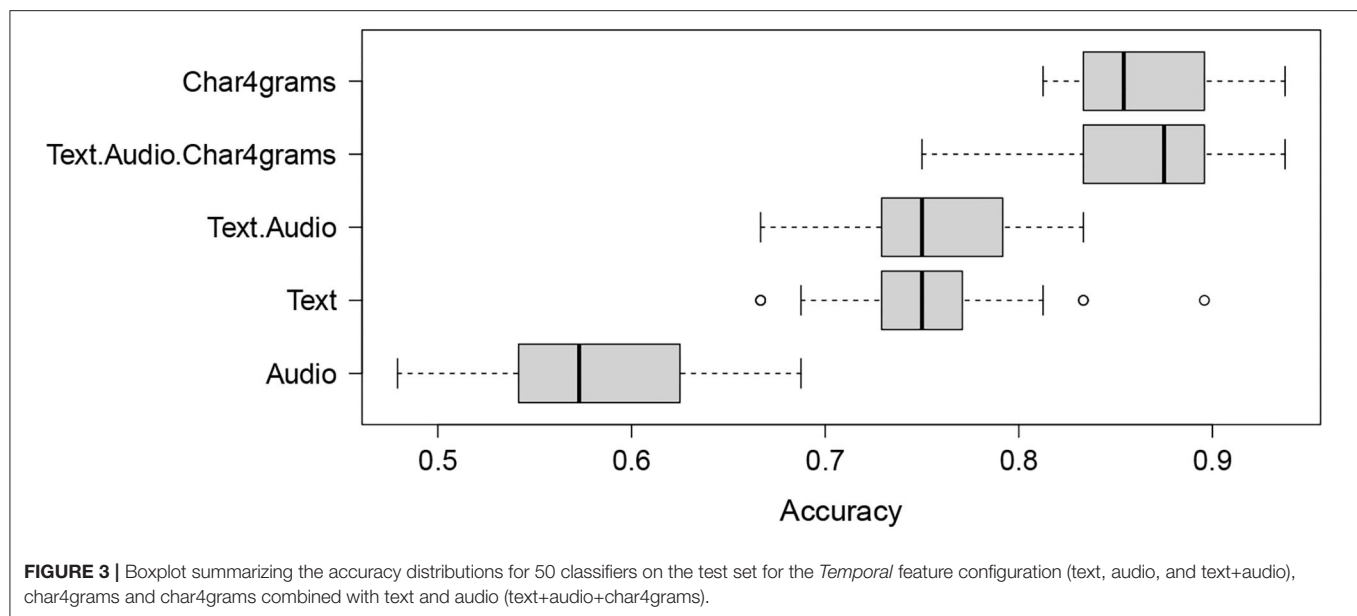 Char4grams
Text.Audio.Char4grams
Text.Audio
Text
Audio
0.5 0.6 0.7 0.8 0.9
Accuracy
FIGURE 3 | Boxplot summarizing the accuracy distributions for 50 classifiers on the test set for the Temporal feature configuration (text, audio, and text+audio),
char4grams and char4grams combined with text and audio (text+audio+char4grams).